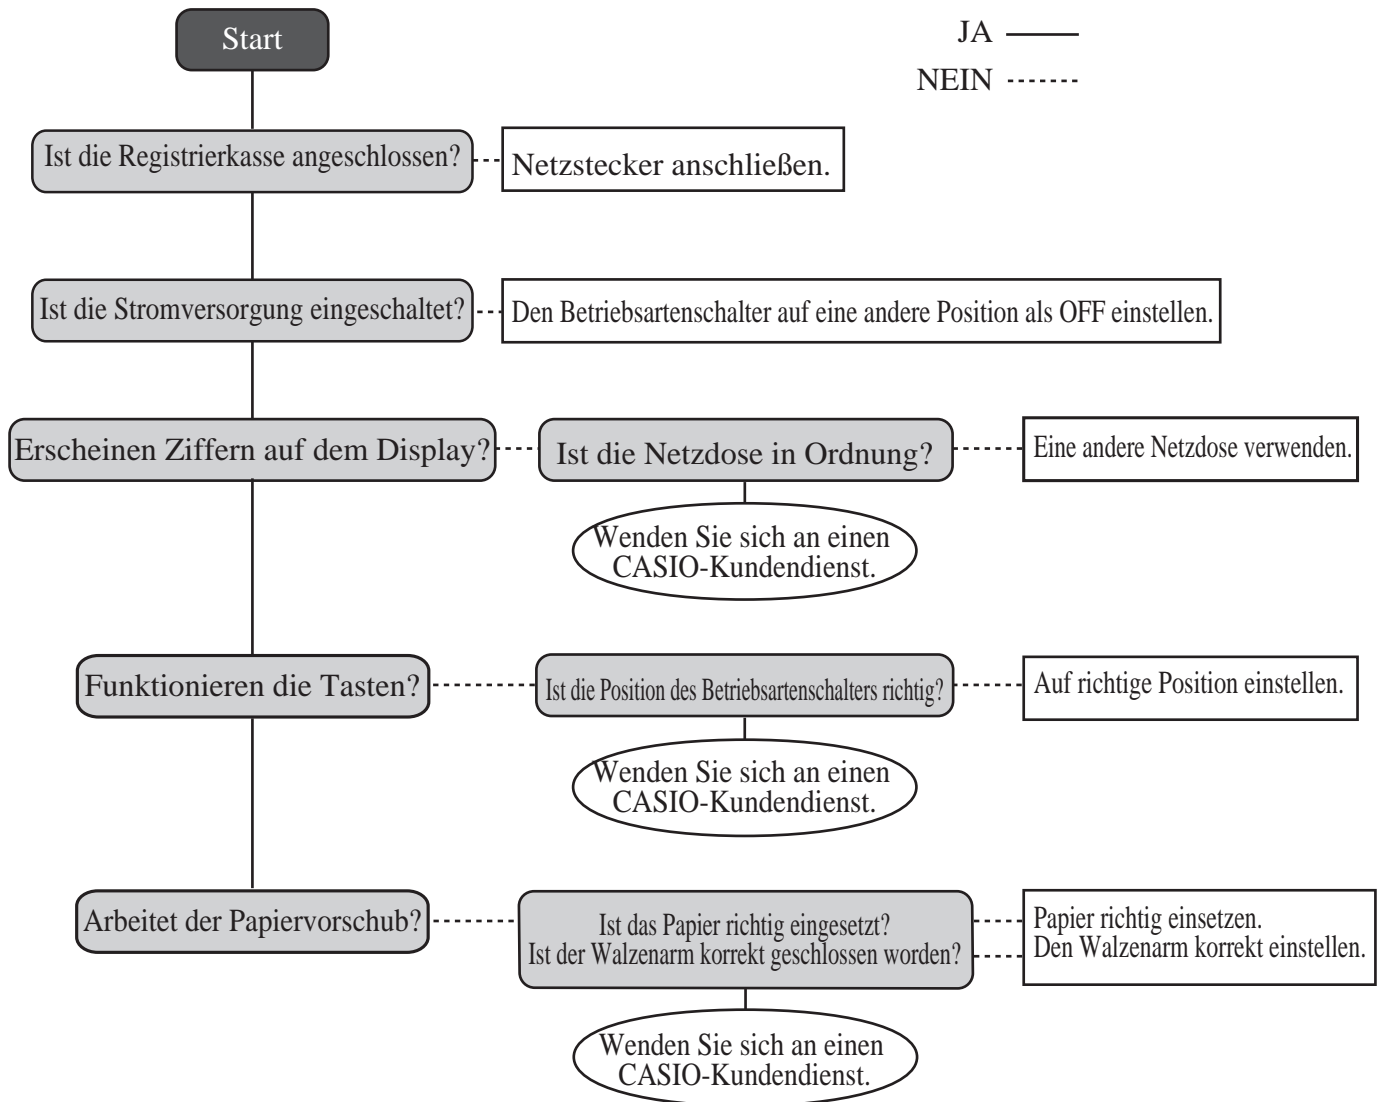 Start
JA
NEIN
Ist die Registrierkasse angeschlossen?
Netzstecker anschließen.
Ist die Stromversorgung eingeschaltet?
Den Betriebsartenschalter auf eine andere Position als OFF einstellen.
Erscheinen Ziffern auf dem Display?
Ist die Netzdose in Ordnung?
Eine andere Netzdose verwenden.
Wenden Sie sich an einen
CASIO-Kundendienst.
Funktionieren die Tasten?
Ist die Position des Betriebsartenschalters richtig?
Auf richtige Position einstellen.
Wenden Sie sich an einen
CASIO-Kundendienst.
Arbeitet der Papiervorschub?
Ist das Papier richtig eingesetzt?
Ist der Walzenarm korrekt geschlossen worden?
Papier richtig einsetzen.
Den Walzenarm korrekt einstellen.
Wenden Sie sich an einen
CASIO-Kundendienst.